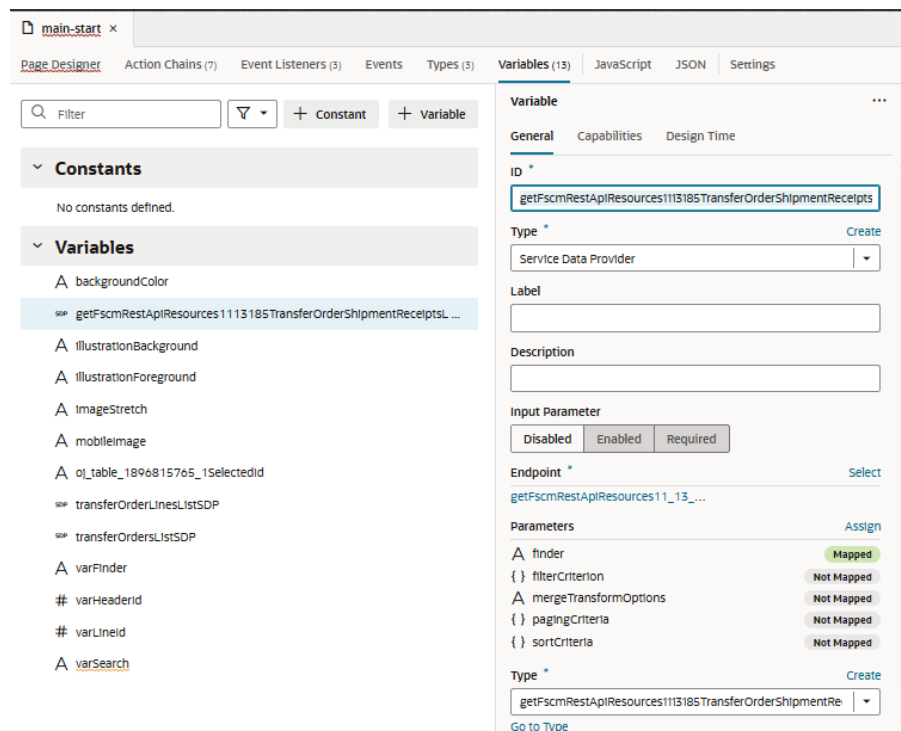 main-start ×
Page Designer Action Chains (7) Event Listeners (3) Events Types (3) Variables (13) JavaScript JSON Settings
Filter
+ Constant
+ Variable
Constants
No constants defined.
Variables
A backgroundColor
SDP getFscmRestApiResources1113185TransferOrderShipmentReceiptsL ...
A illustrationBackground
A illustrationForeground
A imageStretch
A mobileImage
A oj_table_1896815765_1SelectedId
SDP transferOrderLinesListSDP
SDP transferOrdersListSDP
A varFinder
# varHeaderId
# varLineId
A varSearch
Variable ...
General Capabilities Design Time
ID *
getFscmRestApiResources1113185TransferOrderShipmentReceipts
Type * Create
Service Data Provider
Label
Description
Input Parameter
Disabled Enabled Required
Endpoint * Select
getFscmRestApiResources11_13_...
Parameters Assign
A finder Mapped
{ } filterCriterion Not Mapped
A mergeTransformOptions Not Mapped
{ } pagingCriteria Not Mapped
{ } sortCriteria Not Mapped
Type * Create
getFscmRestApiResources1113185TransferOrderShipmentRe
Go to Type